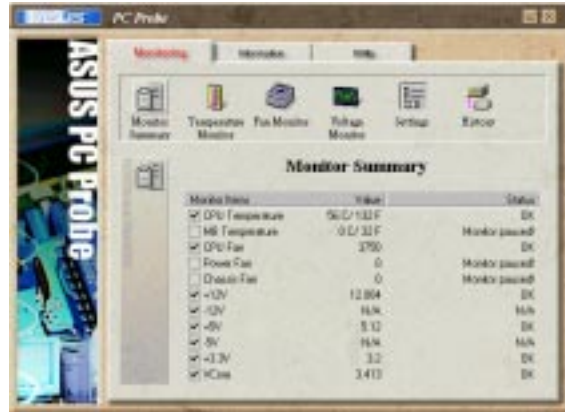 PC Probe
ASUS PC Probe
Monitoring Information Utility
Monitor Summary
Temperature Monitor
Fan Monitor
Voltage Monitor
Settings
History
Monitor Summary
Monitor Items Value Status
CPU Temperature 56 C/ 132 F OK
MB Temperature 0 C/ 32 F Monitor paused!
CPU Fan 3750 OK
Power Fan 0 Monitor paused!
Chassis Fan 0 Monitor paused!
+12V OK
-12V N/A N/A
+5V 5.12 OK
-5V N/A N/A
+3.3V 3.2 OK
VCore 3.413 OK